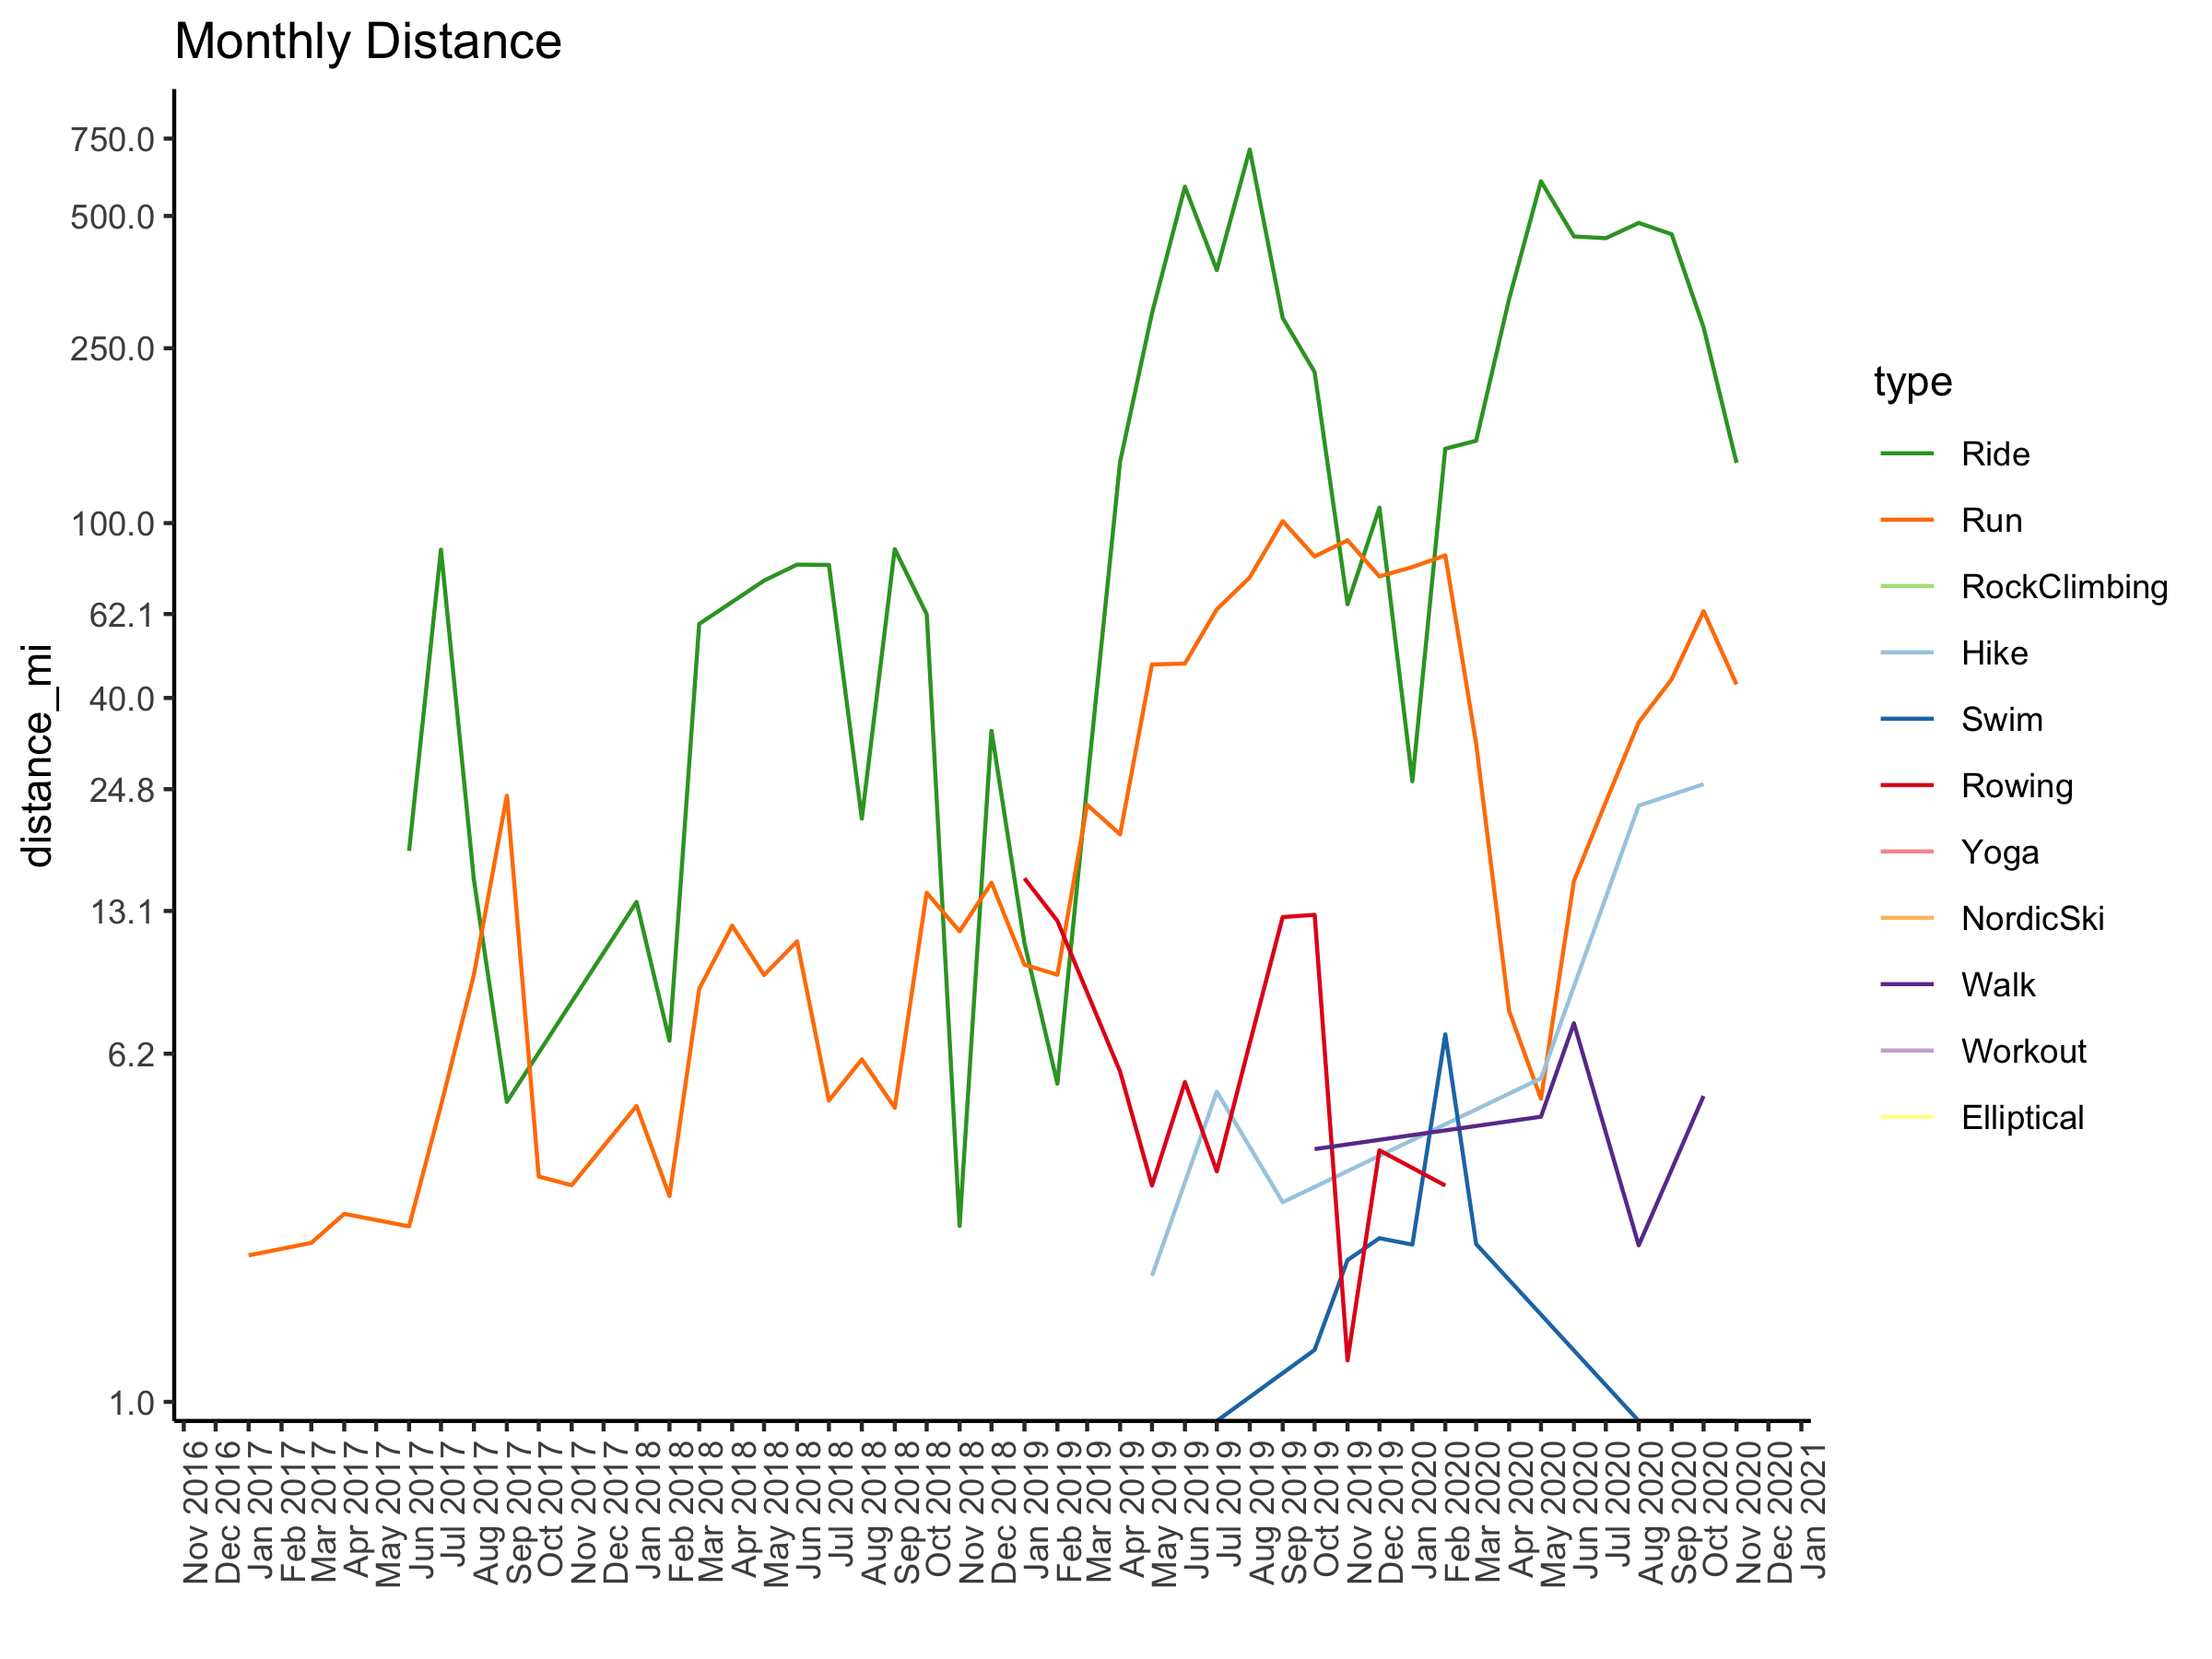 Monthly Distance
distance_mi
750.0
500.0
250.0
100.0
62.1
40.0
24.8
13.1
6.2
1.0
Nov 2016
Dec 2016
Jan 2017
Feb 2017
Mar 2017
Apr 2017
May 2017
Jun 2017
Jul 2017
Aug 2017
Sep 2017
Oct 2017
Nov 2017
Dec 2017
Jan 2018
Feb 2018
Mar 2018
Apr 2018
May 2018
Jun 2018
Jul 2018
Aug 2018
Sep 2018
Oct 2018
Nov 2018
Dec 2018
Jan 2019
Feb 2019
Mar 2019
Apr 2019
May 2019
Jun 2019
Jul 2019
Aug 2019
Sep 2019
Oct 2019
Nov 2019
Dec 2019
Jan 2020
Feb 2020
Mar 2020
Apr 2020
May 2020
Jun 2020
Jul 2020
Aug 2020
Sep 2020
Oct 2020
Nov 2020
Dec 2020
Jan 2021
type
Ride
Run
RockClimbing
Hike
Swim
Rowing
Yoga
NordicSki
Walk
Workout
Elliptical